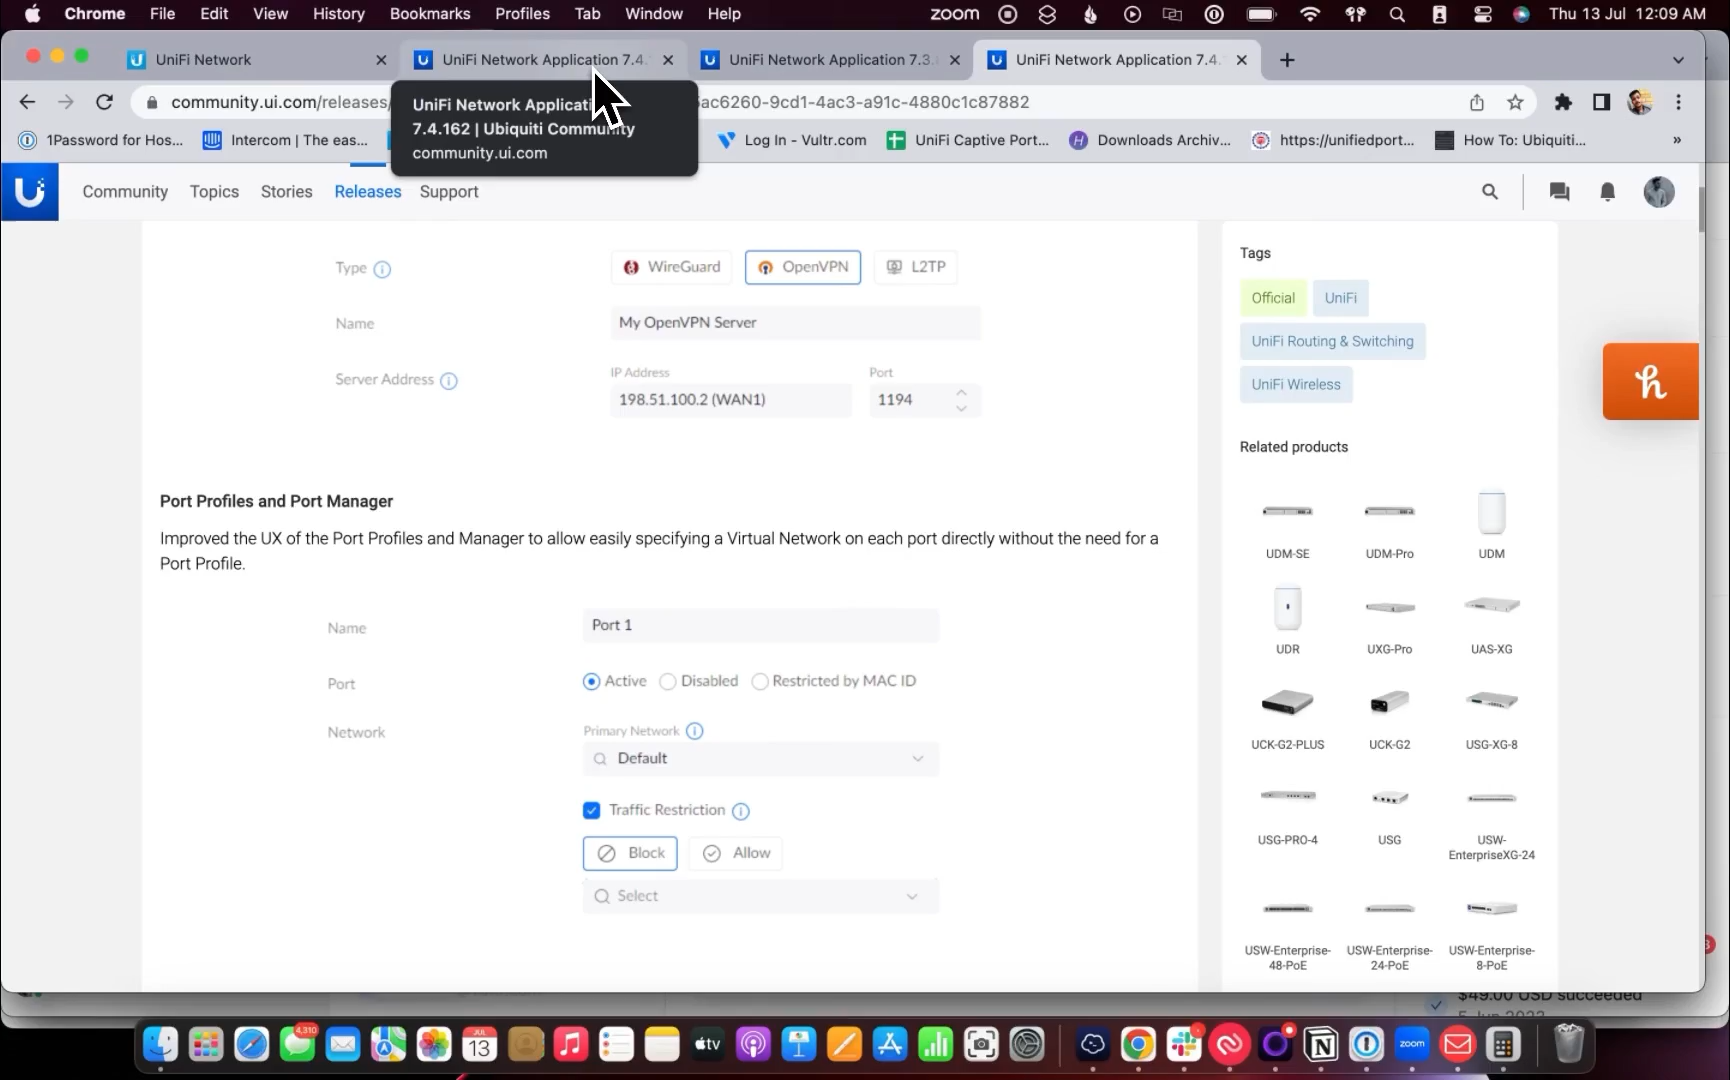 Chrome File Edit View History Bookmarks Profiles Tab Window Help zoom Thu 13 Jul 12:09 AM
UniFi Network UniFi Network Application 7.4. UniFi Network Application 7.3. UniFi Network Application 7.4.
community.ui.com/releases/ ac6260-9cd1-4ac3-a91c-4880c1c87882
UniFi Network Applicati
7.4.162 | Ubiquiti Community
community.ui.com
1Password for Hos... Intercom | The eas... Log In - Vultr.com UniFi Captive Port... Downloads Archiv... https://unifiedport... How To: Ubiquiti... »
Community Topics Stories Releases Support
Type WireGuard OpenVPN L2TP
Name My OpenVPN Server
Server Address IP Address Port
198.51.100.2 (WAN1) 1194
Port Profiles and Port Manager
Improved the UX of the Port Profiles and Manager to allow easily specifying a Virtual Network on each port directly without the need for a
Port Profile.
Name Port 1
Port Active Disabled Restricted by MAC ID
Network Primary Network
Default
Traffic Restriction
Block Allow
Select
Tags
Official UniFi
UniFi Routing & Switching
UniFi Wireless
Related products
UDM-SE UDM-Pro UDM
UDR UXG-Pro UAS-XG
UCK-G2-PLUS UCK-G2 USG-XG-8
USG-PRO-4 USG USW-
EnterpriseXG-24
USW-Enterprise- USW-Enterprise- USW-Enterprise-
48-PoE 24-PoE 8-PoE
$49.00 USD succeeded
4,310
JUL
13
tv
zoom